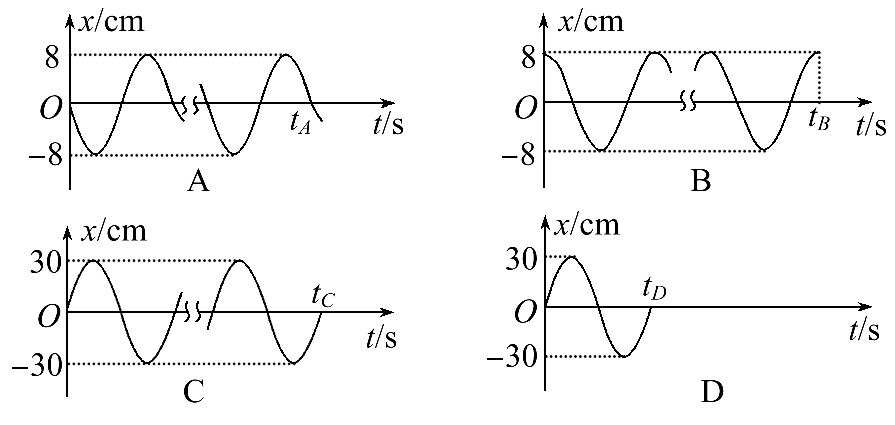 x/cm
8
O
t_A
t/s
−8
A
x/cm
8
O
t_B
t/s
−8
B
x/cm
30
O
t_C
t/s
−30
C
x/cm
30
O
t_D
t/s
−30
D